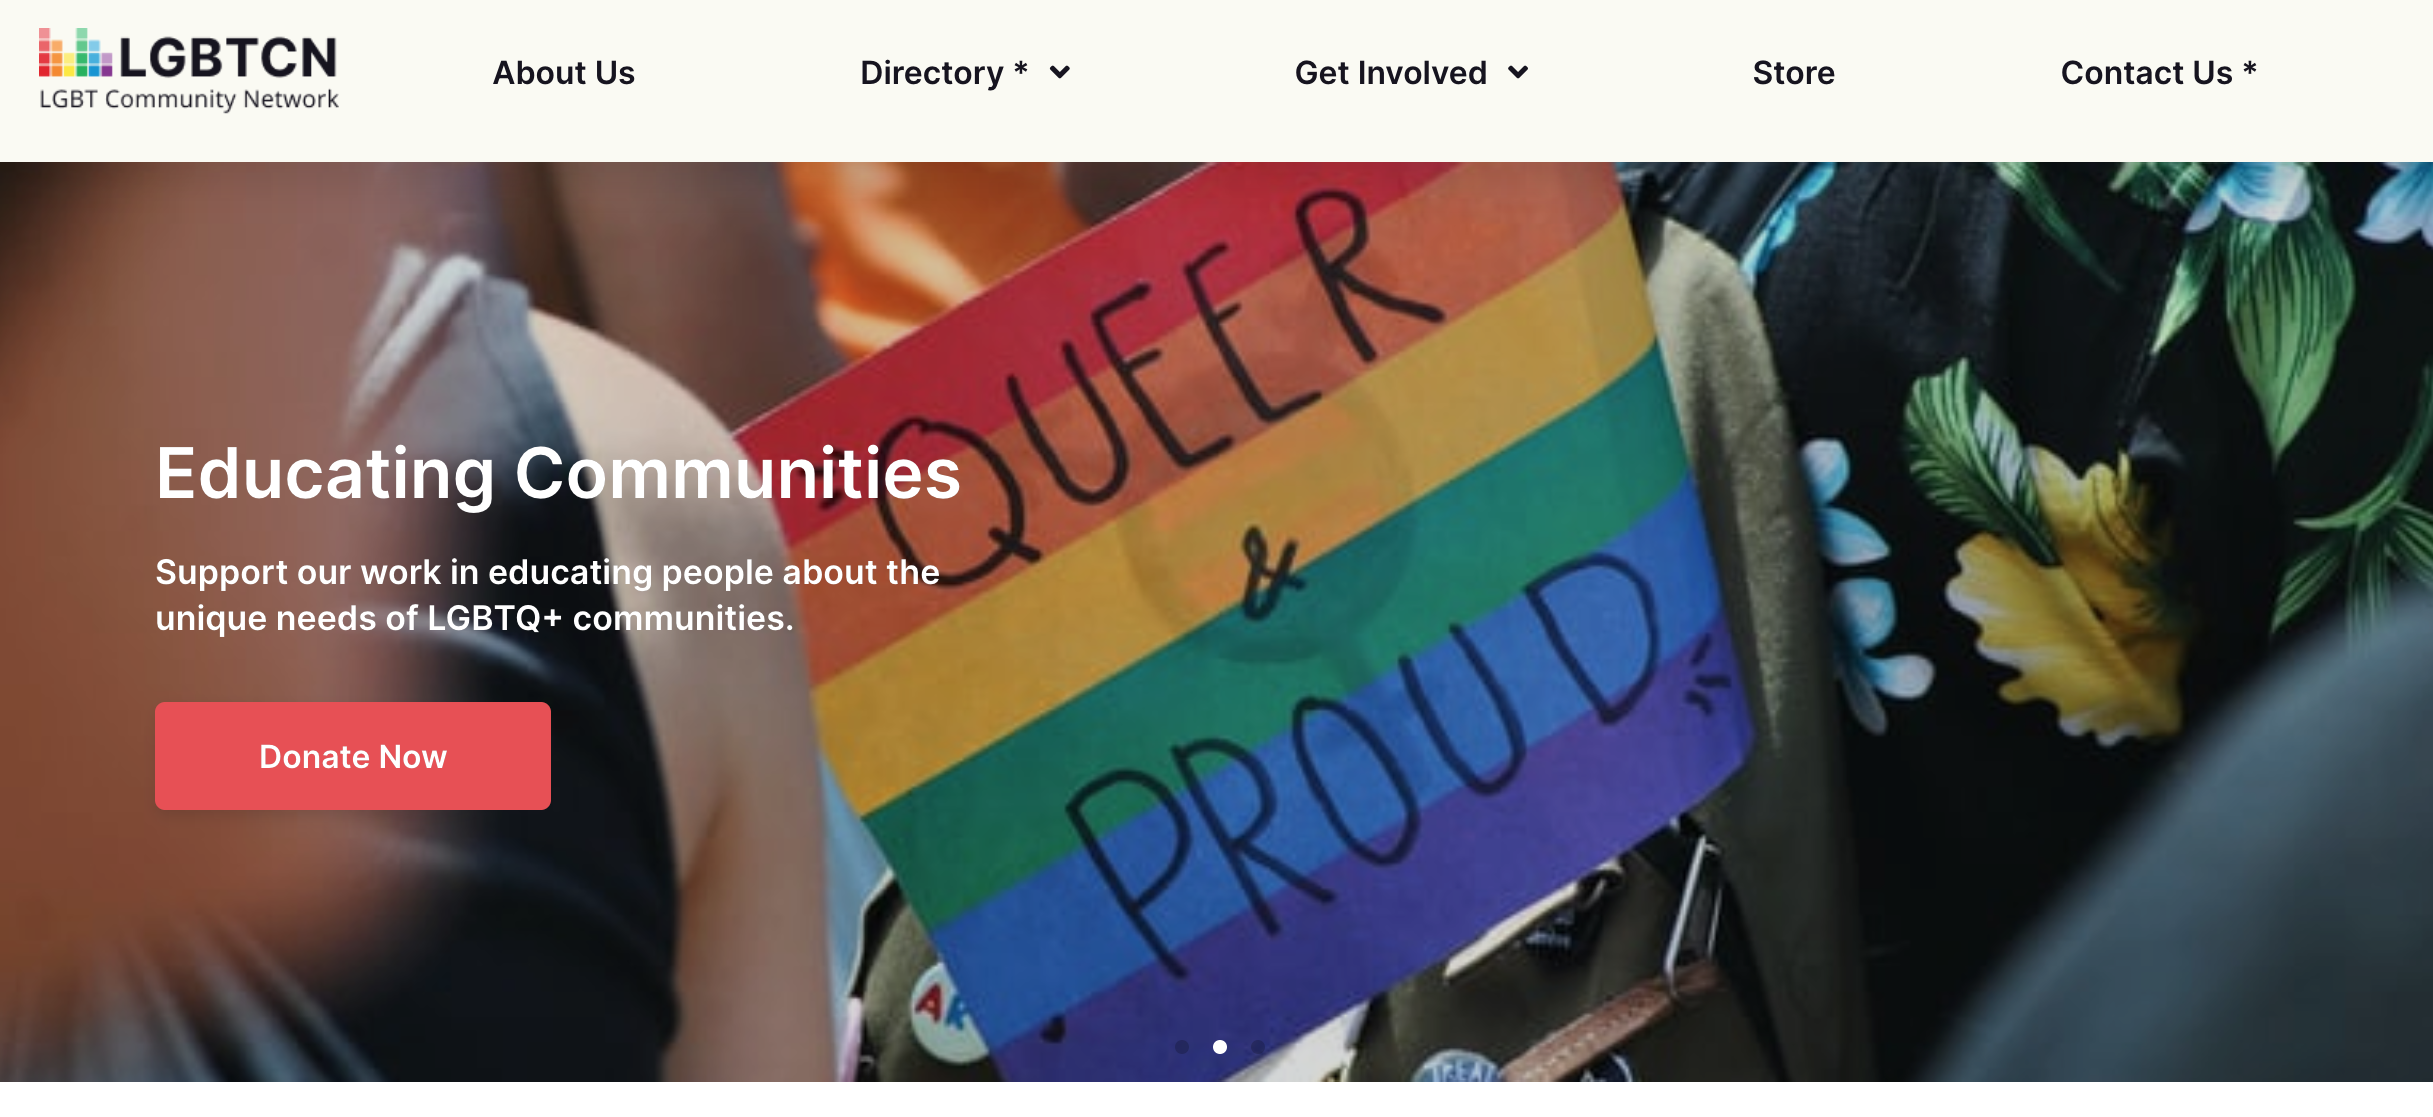 LGBTCN
LGBT Community Network
About Us
Directory *
Get Involved
Store
Contact Us *
QUEER
&
PROUD
Educating Communities
Support our work in educating people about the
unique needs of LGBTQ+ communities.
Donate Now